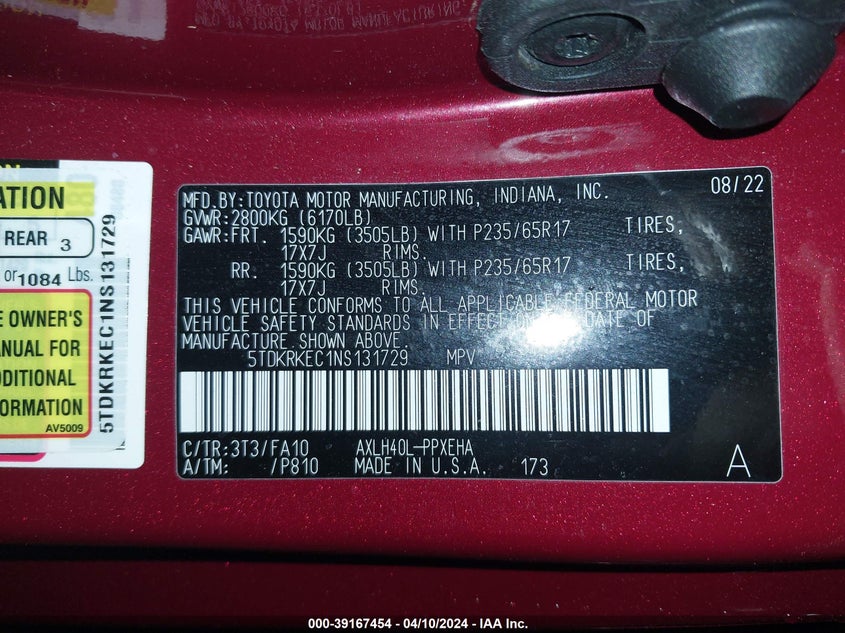 ATION
REAR 3
or 1084 Lbs.
E OWNER'S
ANUAL FOR
DDITIONAL
FORMATION
AV5009
5TDKRKEC1NS131729
MFD.BY:TOYOTA MOTOR MANUFACTURING, INDIANA, INC. 08/22
GVWR:2800KG (6170LB)
GAWR:FRT. 1590KG (3505LB) WITH P235/65R17 TIRES,
17X7J RIMS.
RR. 1590KG (3505LB) WITH P235/65R17 TIRES,
17X7J RIMS.
THIS VEHICLE CONFORMS TO ALL APPLICABLE FEDERAL MOTOR
VEHICLE SAFETY STANDARDS IN EFFECT ON THE DATE OF
MANUFACTURE SHOWN ABOVE.
5TDKRKEC1NS131729 MPV
C/TR:3T3/FA10 AXLH40L-PPXEHA
A/TM: /P810 MADE IN U.S.A. 173 A
000-39167454 - 04/10/2024 - IAA Inc.